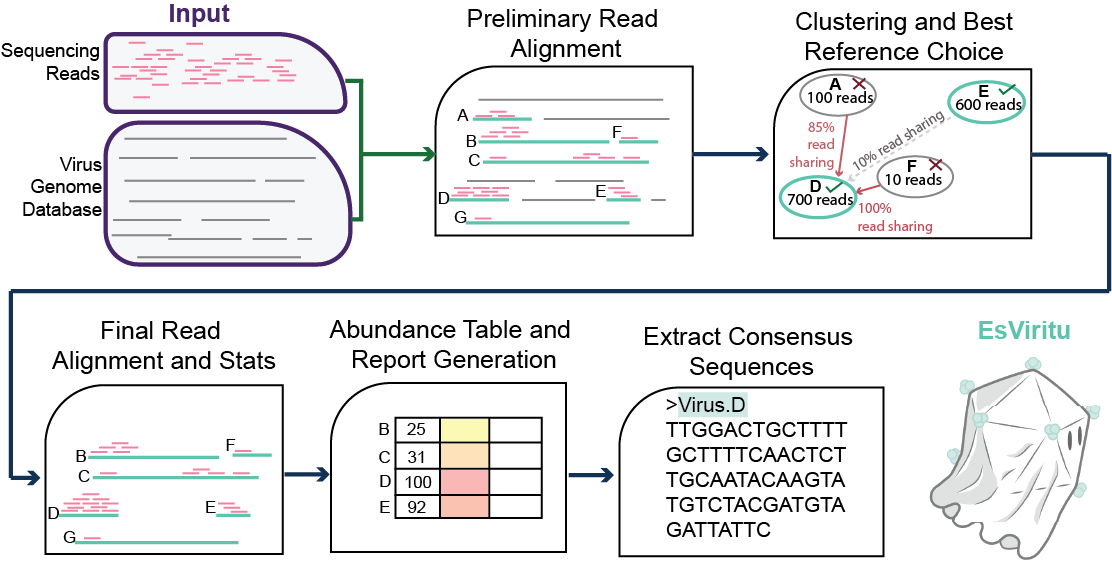 Input
Sequencing
Reads
Virus
Genome
Database
Preliminary Read
Alignment
A
B
F
C
D
E
G
Clustering and Best
Reference Choice
A
100 reads
E
600 reads
85%
read
sharing
10% read sharing
F
10 reads
D
700 reads
100%
read sharing
Final Read
Alignment and Stats
B
F
C
D
E
G
Abundance Table and
Report Generation
B 25
C 31
D 100
E 92
Extract Consensus
Sequences
>Virus.D
TTGGACTGCTTTT
GCTTTTCAACTCT
TGCAATACAAGTA
TGTCTACGATGTA
GATTATTC
EsViritu